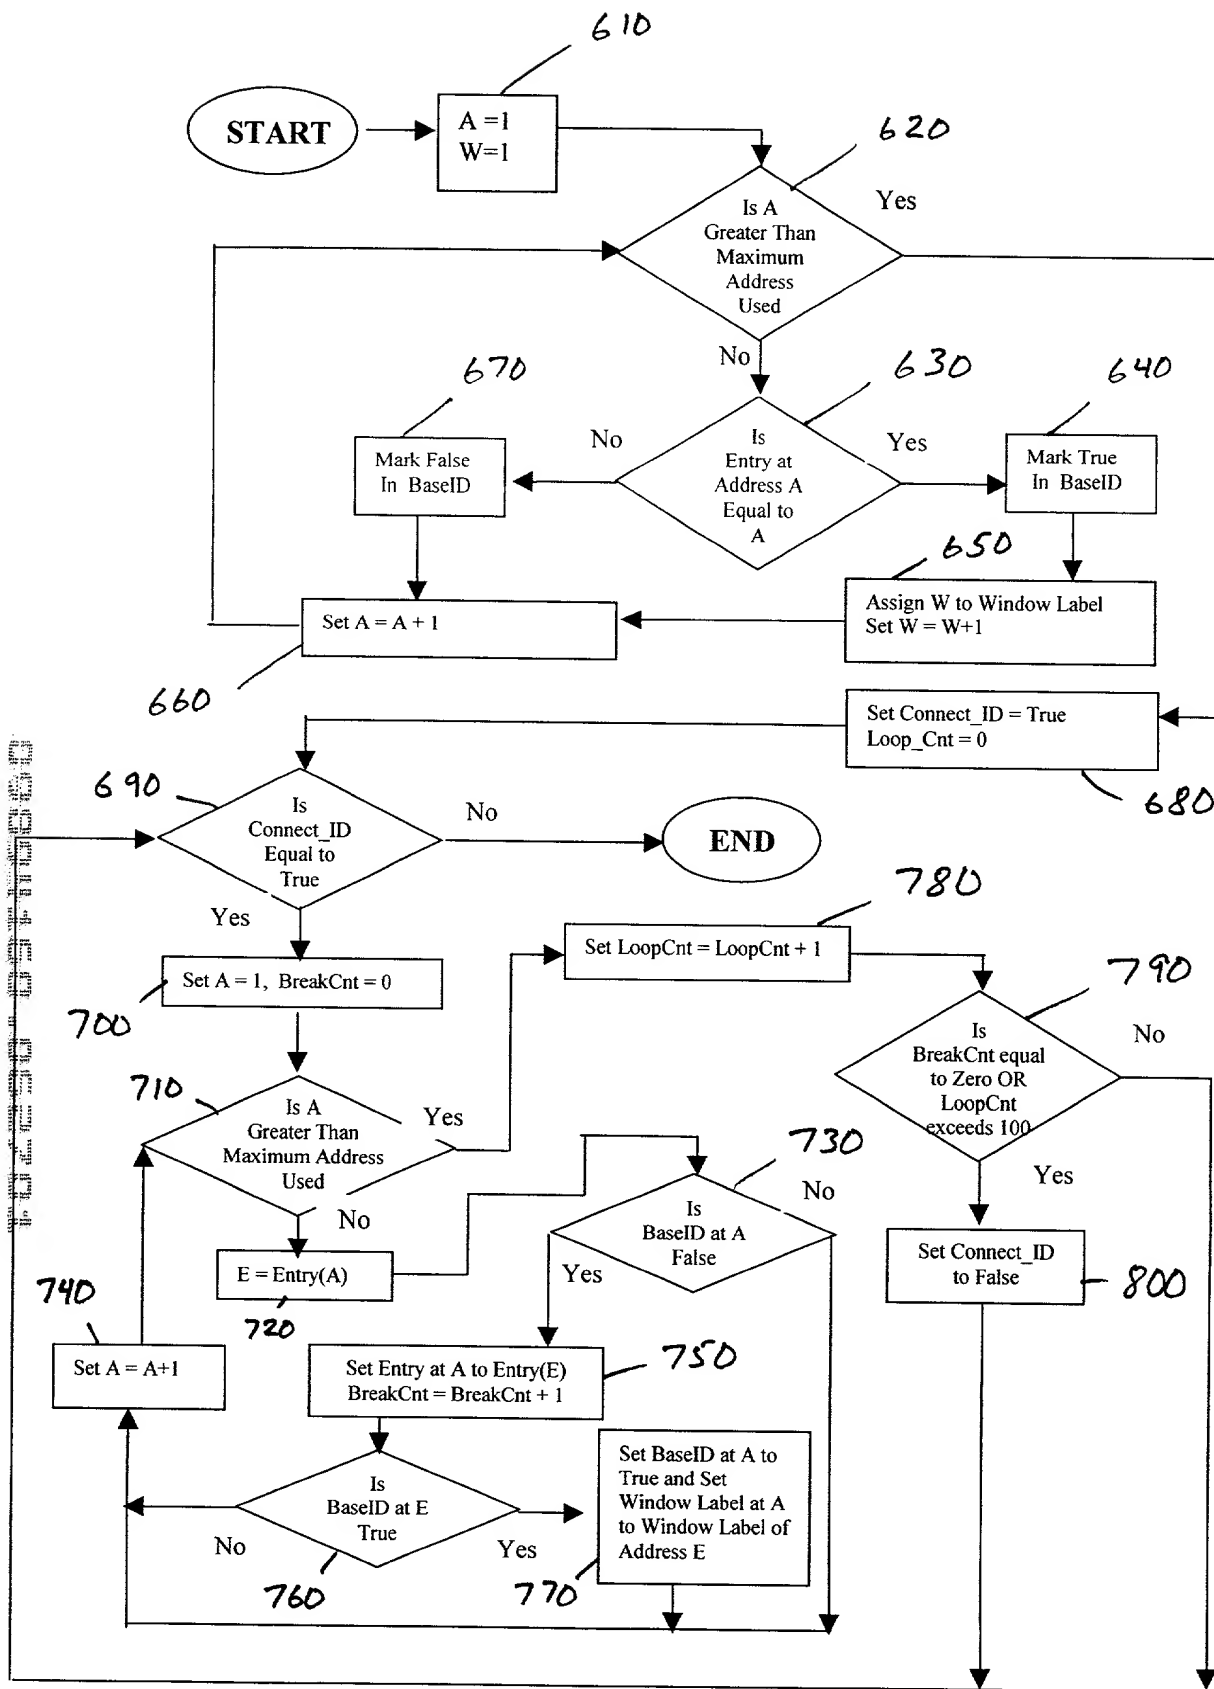 610
START
A =1
W=1
620
Is A
Greater Than
Maximum
Address
Used
Yes
No
670
630
640
Mark False
In BaseID
No
Is
Entry at
Address A
Equal to
A
Yes
Mark True
In BaseID
650
Set A = A + 1
Assign W to Window Label
Set W = W+1
660
Set Connect_ID = True
Loop_Cnt = 0
680
690
Is
Connect_ID
Equal to
True
No
END
Yes
780
Set LoopCnt = LoopCnt + 1
Set A = 1, BreakCnt = 0
700
790
Is
BreakCnt equal
to Zero OR
LoopCnt
exceeds 100
No
Yes
710
Is A
Greater Than
Maximum Address
Used
Yes
No
730
Is
BaseID at A
False
No
Yes
E = Entry(A)
720
Set Connect_ID
to False
800
740
Set A = A+1
Set Entry at A to Entry(E)
BreakCnt = BreakCnt + 1
750
Is
BaseID at E
True
No
Yes
760
Set BaseID at A to
True and Set
Window Label at A
to Window Label of
Address E
770